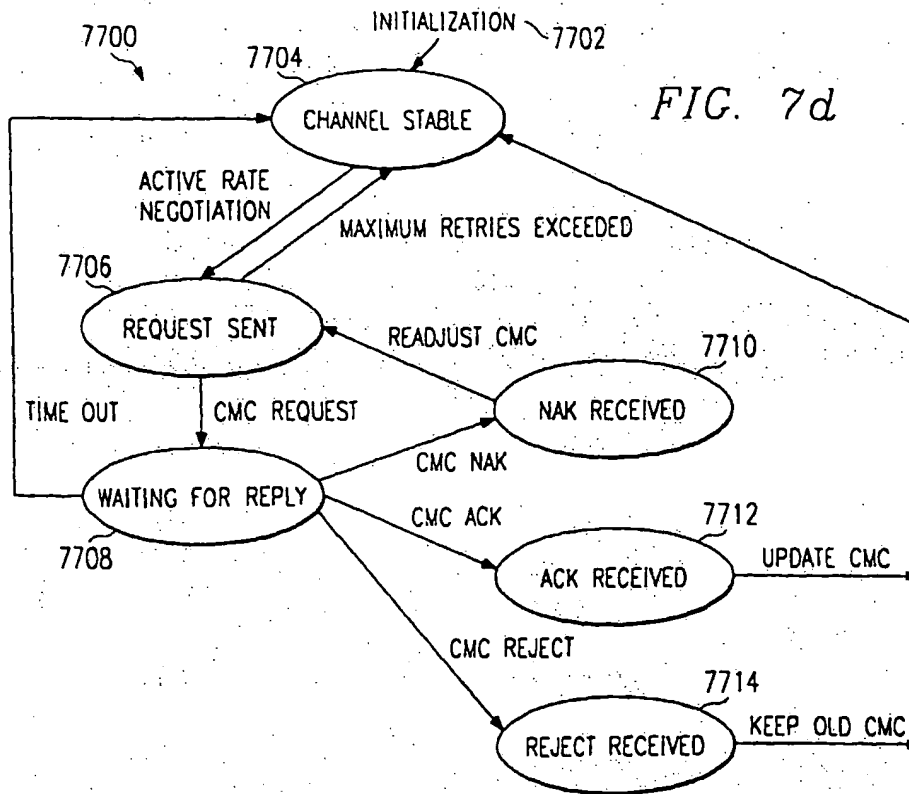 7700
INITIALIZATION
7702
7704
CHANNEL STABLE
FIG. 7d
ACTIVE RATE
NEGOTIATION
MAXIMUM RETRIES EXCEEDED
7706
REQUEST SENT
READJUST CMC
7710
NAK RECEIVED
TIME OUT
CMC REQUEST
CMC NAK
WAITING FOR REPLY
7708
CMC ACK
7712
ACK RECEIVED
UPDATE CMC
CMC REJECT
7714
REJECT RECEIVED
KEEP OLD CMC